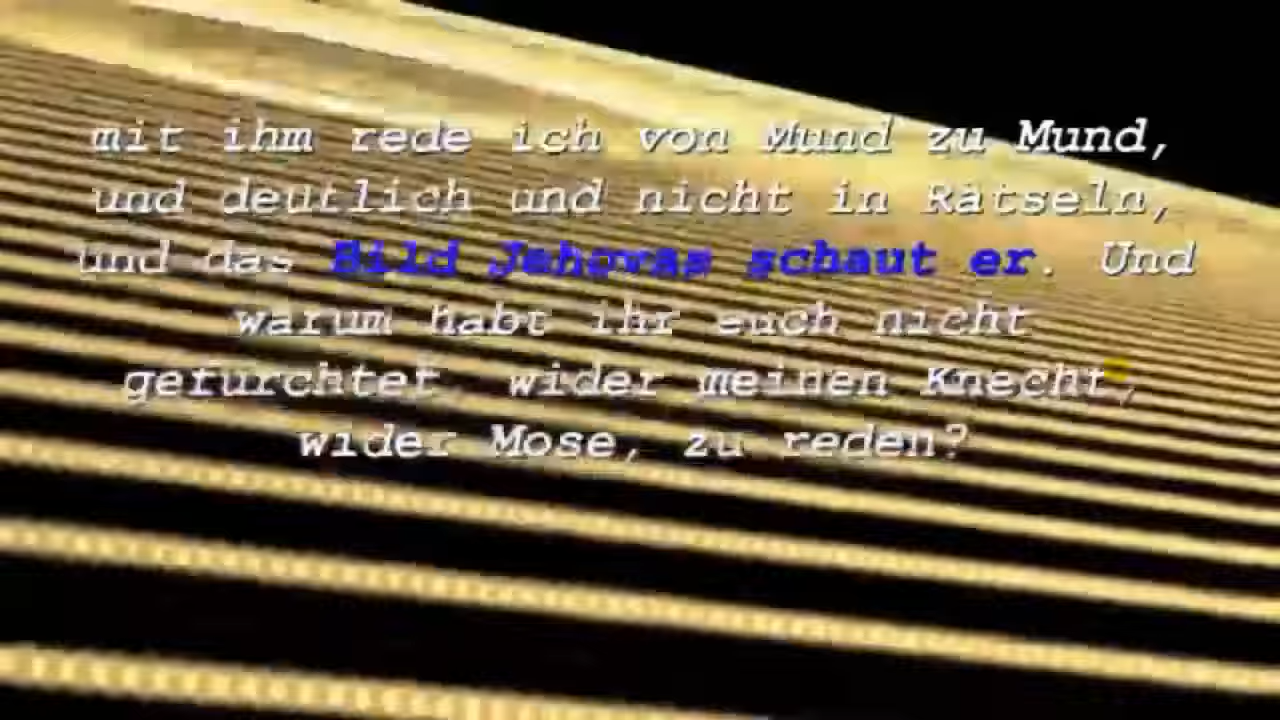 mit ihm rede ich von Mund zu Mund,
und deutlich und nicht in Rätseln,
und das Bild Jehovas schaut er. Und
warum habt ihr euch nicht
gefürchtet, wider meinen Knecht,
wider Mose, zu reden?